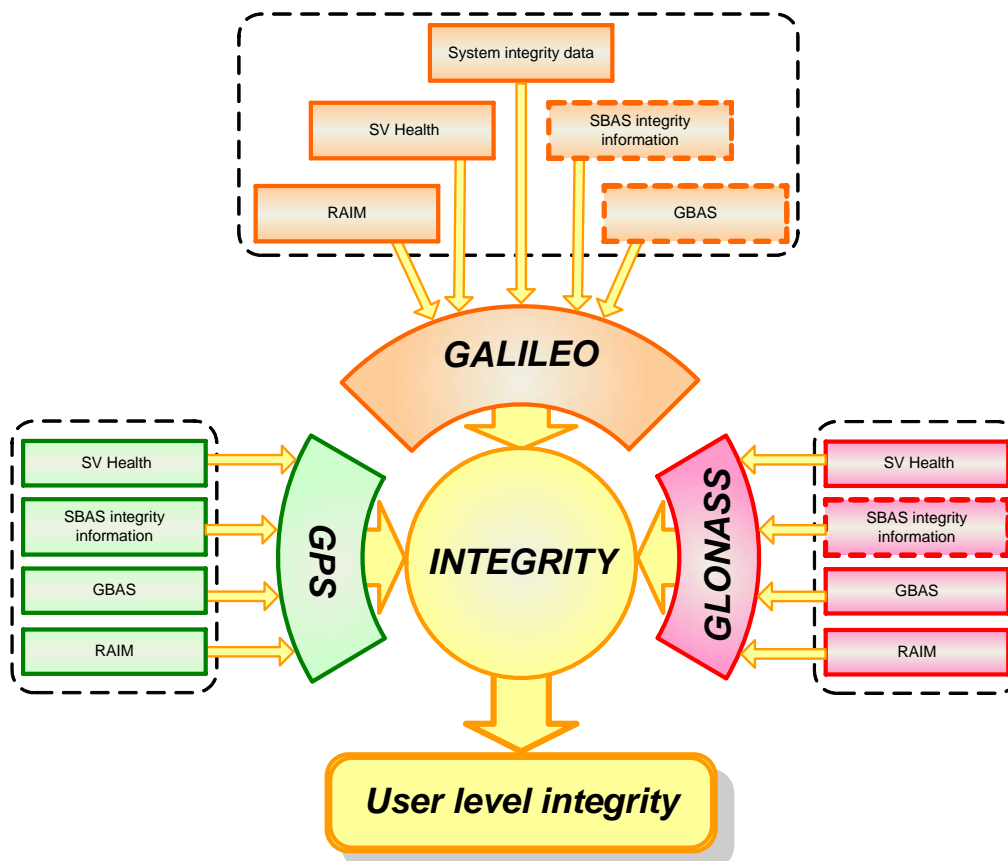 System integrity data
SV Health
SBAS integrity
information
RAIM
GBAS
GALILEO
SV Health
SBAS integrity
information
GBAS
RAIM
GPS
INTEGRITY
GLONASS
SV Health
SBAS integrity
information
GBAS
RAIM
User level integrity